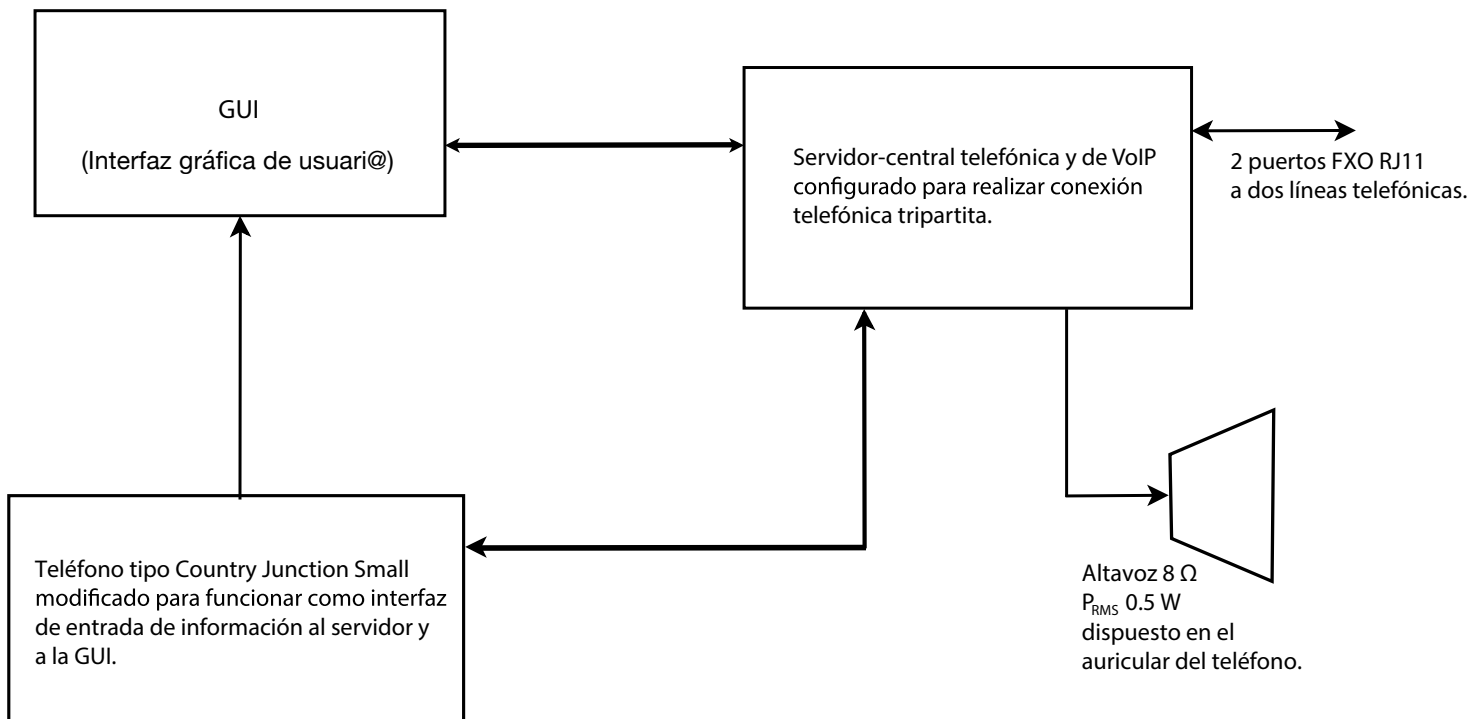 GUI
(Interfaz gráfica de usuari@)
Servidor-central telefónica y de VoIP
configurado para realizar conexión
telefónica tripartita.
2 puertos FXO RJ11
a dos líneas telefónicas.
Teléfono tipo Country Junction Small
modificado para funcionar como interfaz
de entrada de información al servidor y
a la GUI.
Altavoz 8 Ω
PRMS 0.5 W
dispuesto en el
auricular del teléfono.